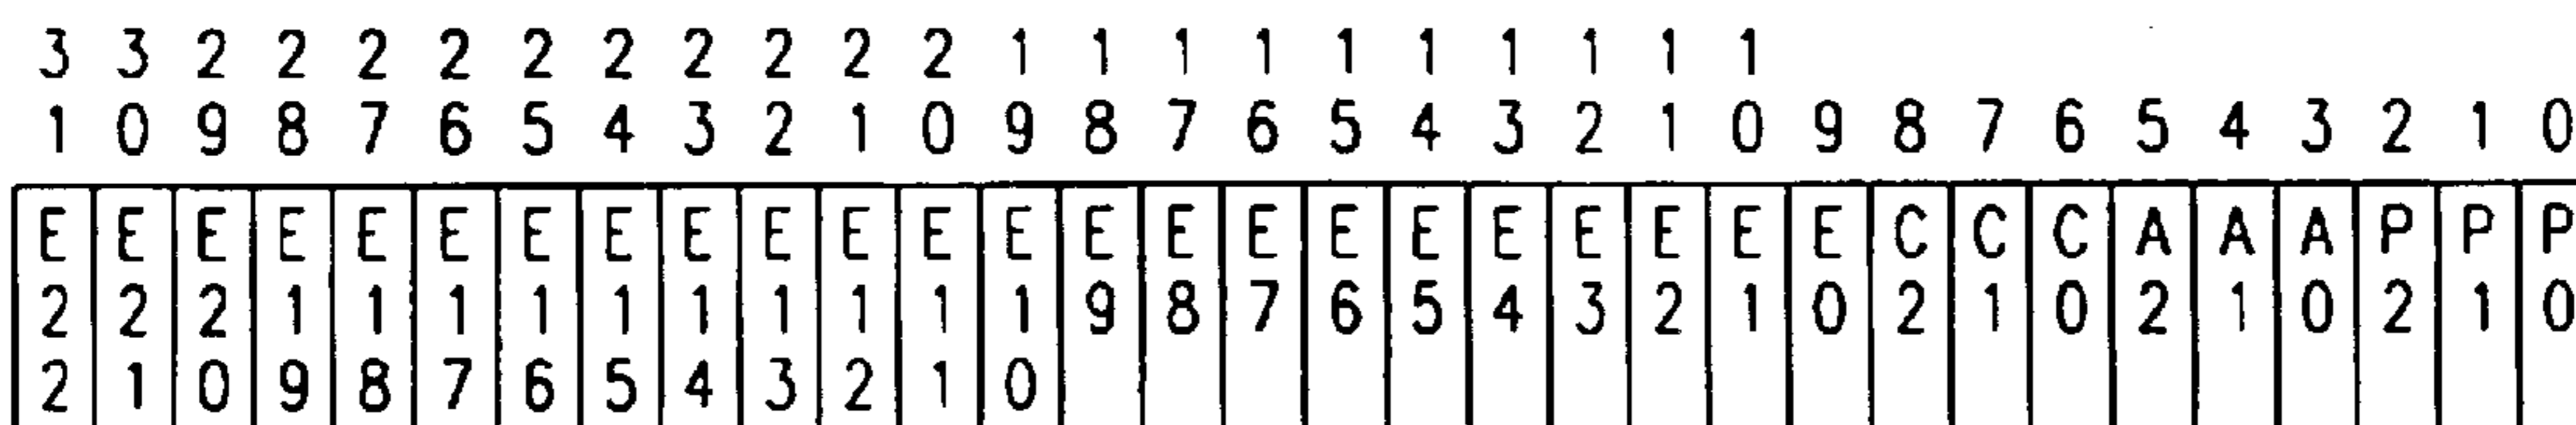 3 3 2 2 2 2 2 2 2 2 2 2 1 1 1 1 1 1 1 1 1 1
1 0 9 8 7 6 5 4 3 2 1 0 9 8 7 6 5 4 3 2 1 0 9 8 7 6 5 4 3 2 1 0
E E E E E E E E E E E E E E E E E E E E E E E C C C A A A P P P
2 2 2 1 1 1 1 1 1 1 1 1 1 9 8 7 6 5 4 3 2 1 0 2 1 0 2 1 0 2 1 0
2 1 0 9 8 7 6 5 4 3 2 1 0